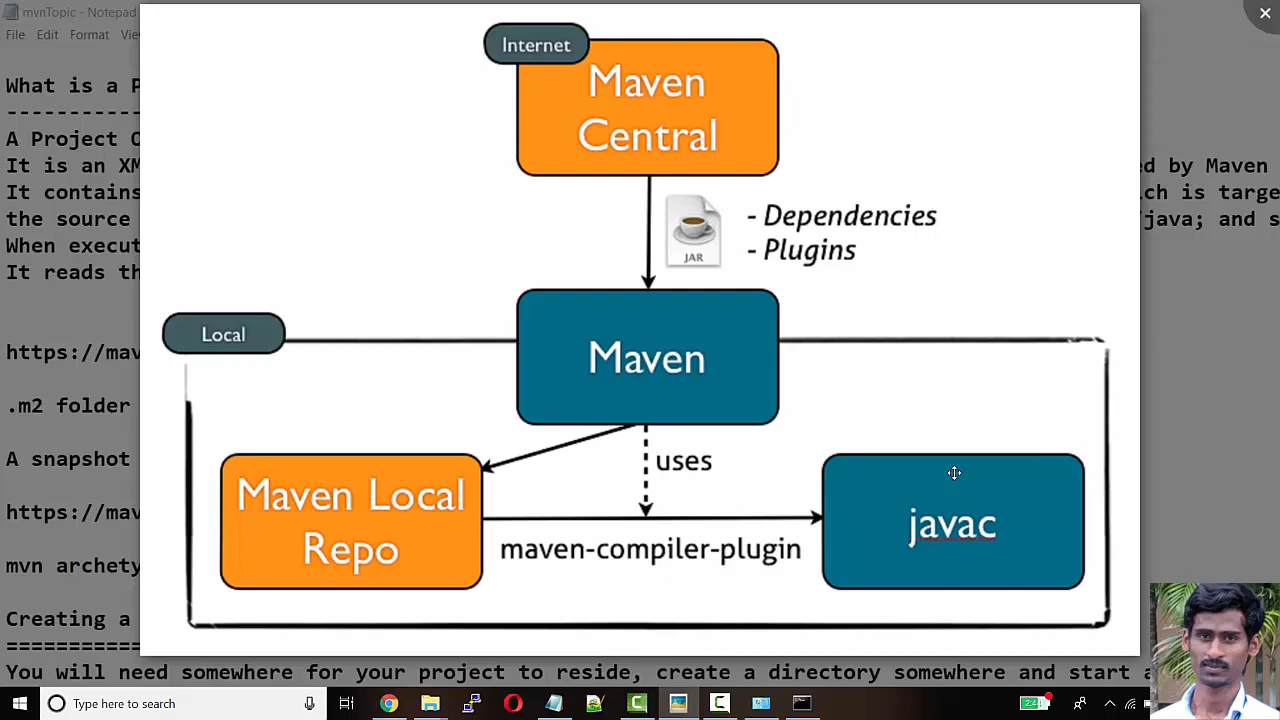 mvnTopic - Notepad
File Edit Format
What is a
A Project
It is an XM ed by Maven
It contains ich is targe
the source /java; and s
When execut
It reads th
https://mav
.m2 folder
A snapshot
https://mav
mvn archety
Creating a
=========
You will need somewhere for your project to reside, create a directory somewhere and start
Internet
Maven
Central
JAR
- Dependencies
- Plugins
Local
Maven
uses
Maven Local
Repo
maven-compiler-plugin
javac
Type here to search